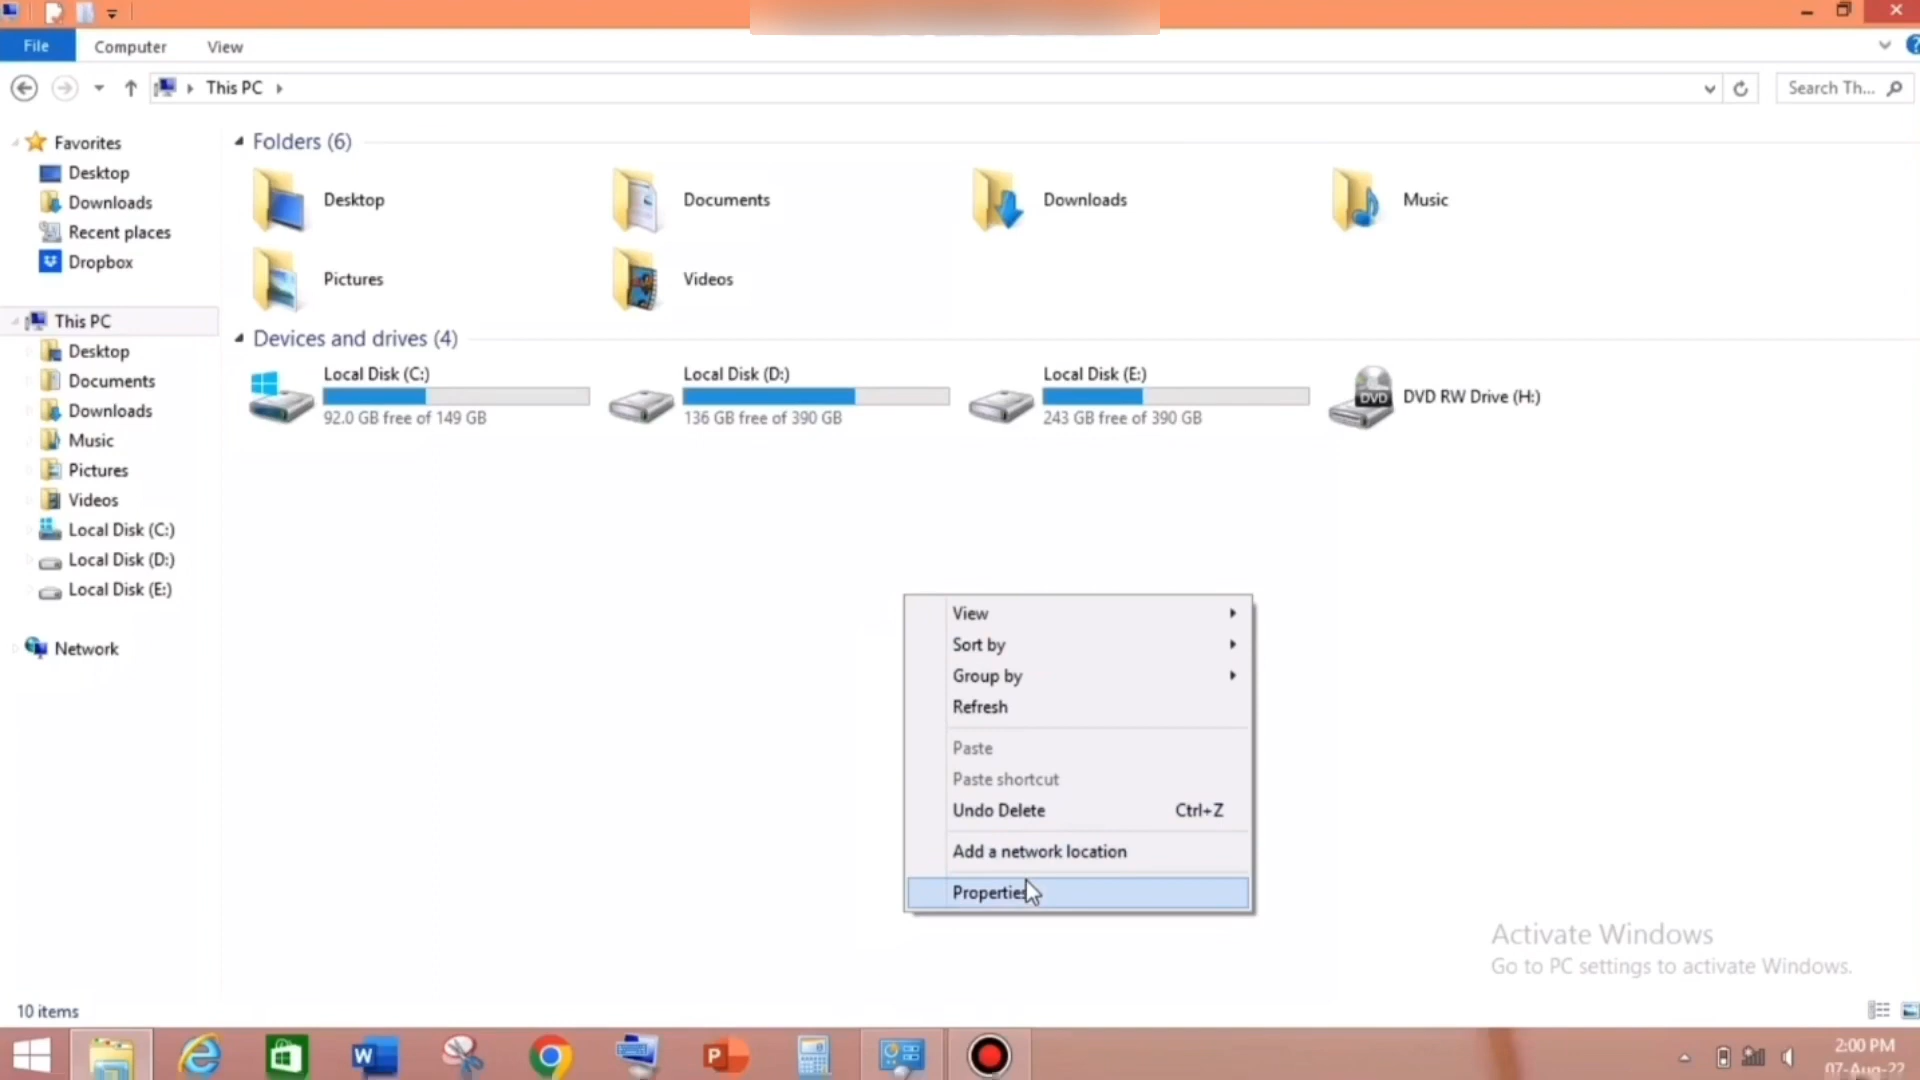 File Computer View
This PC
Search Th...
Favorites
Desktop
Downloads
Recent places
Dropbox
This PC
Desktop
Documents
Downloads
Music
Pictures
Videos
Local Disk (C:)
Local Disk (D:)
Local Disk (E:)
Network
Folders (6)
Desktop Documents Downloads Music
Pictures Videos
Devices and drives (4)
Local Disk (C:)
92.0 GB free of 149 GB
Local Disk (D:)
136 GB free of 390 GB
Local Disk (E:)
243 GB free of 390 GB
DVD
DVD RW Drive (H:)
View
Sort by
Group by
Refresh
Paste
Paste shortcut
Undo Delete Ctrl+Z
Add a network location
Properties
Activate Windows
Go to PC settings to activate Windows.
10 items
2:00 PM
07-Aug-22